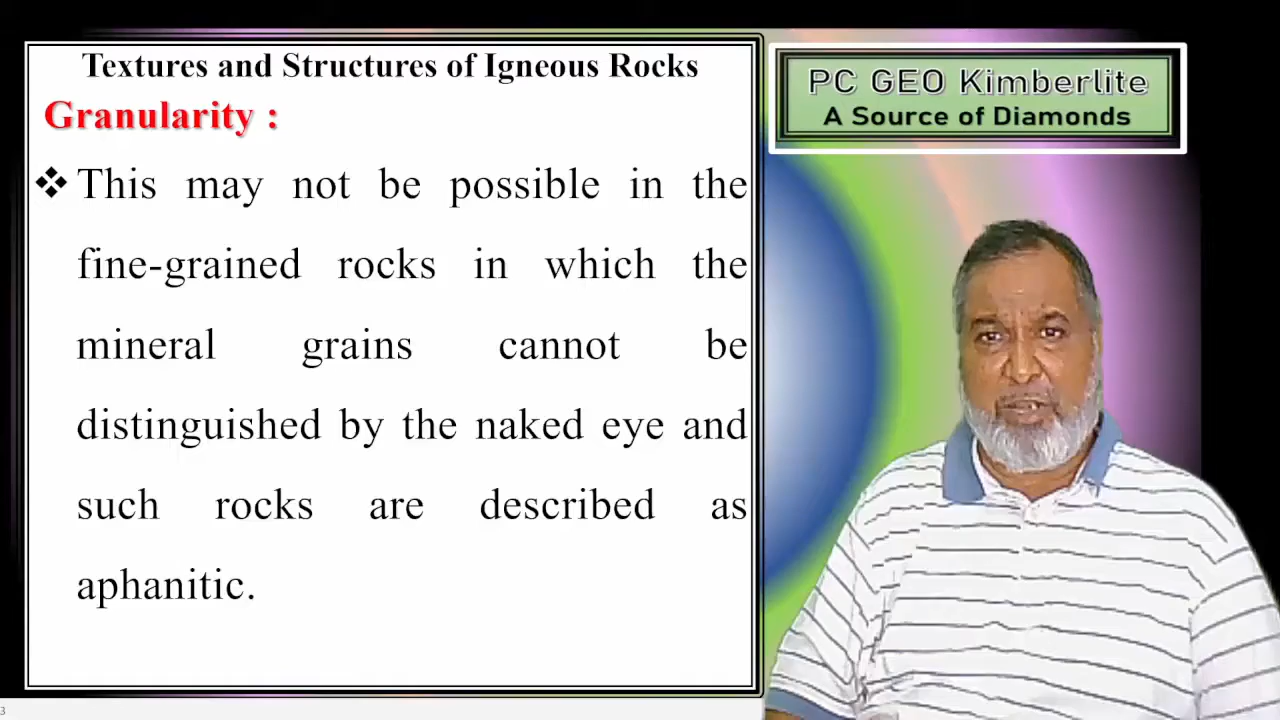 Textures and Structures of Igneous Rocks
Granularity :
❖ This may not be possible in the
fine-grained rocks in which the
mineral grains cannot be
distinguished by the naked eye and
such rocks are described as
aphanitic.
PC GEO Kimberlite
A Source of Diamonds
3